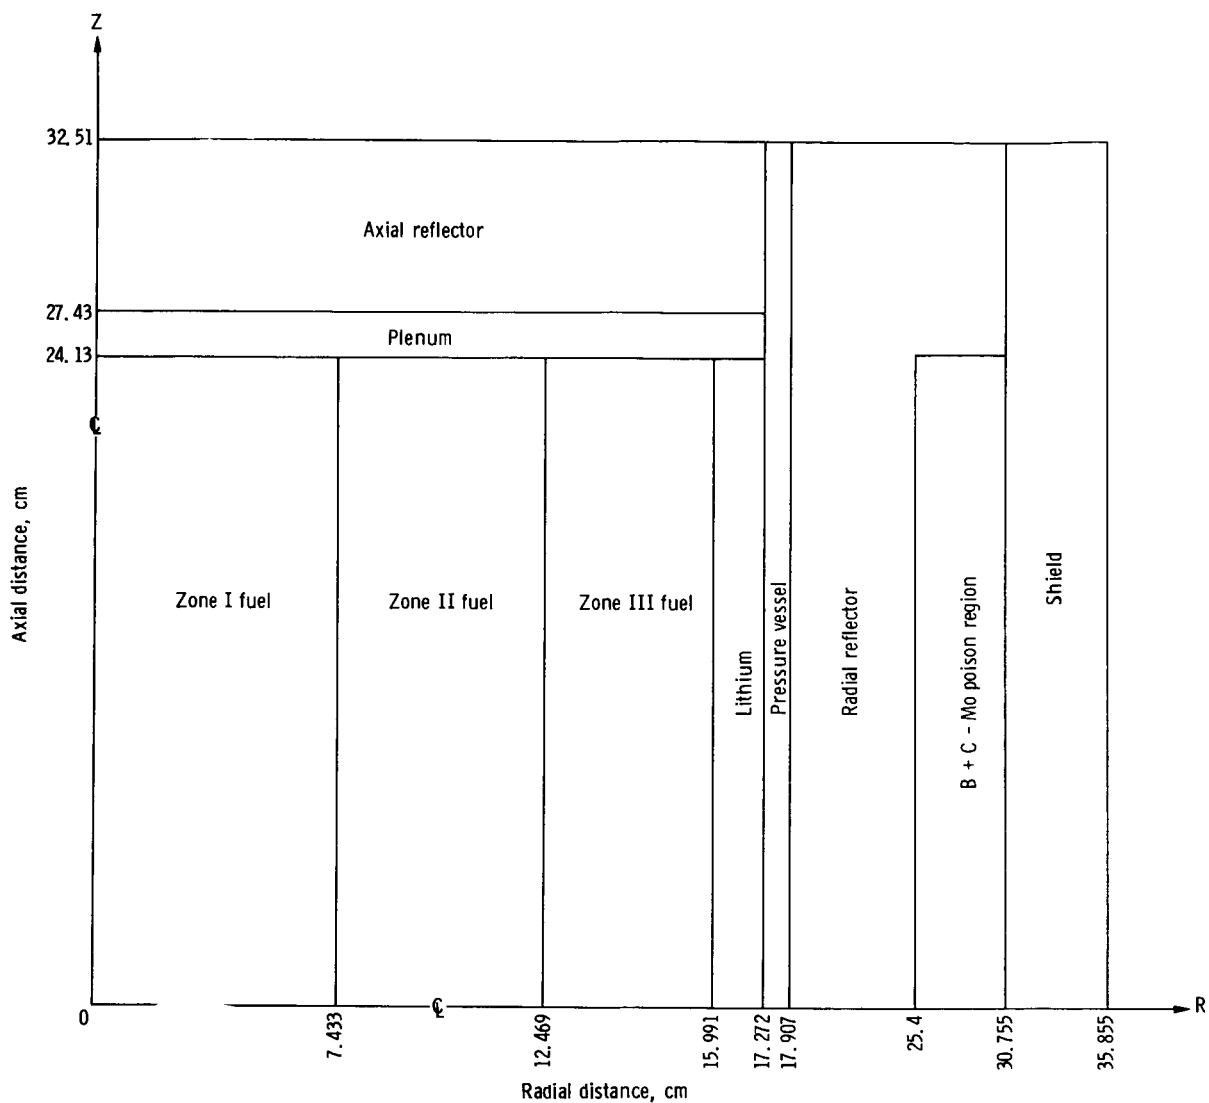 Z
32.51
Axial reflector
27.43
Plenum
24.13
℄
Axial distance, cm
Zone I fuel
Zone II fuel
Zone III fuel
Lithium
Pressure vessel
Radial reflector
B + C - Mo poison region
Shield
0
℄
R
7.433
12.469
15.991
17.272
17.907
25.4
30.755
35.855
Radial distance, cm